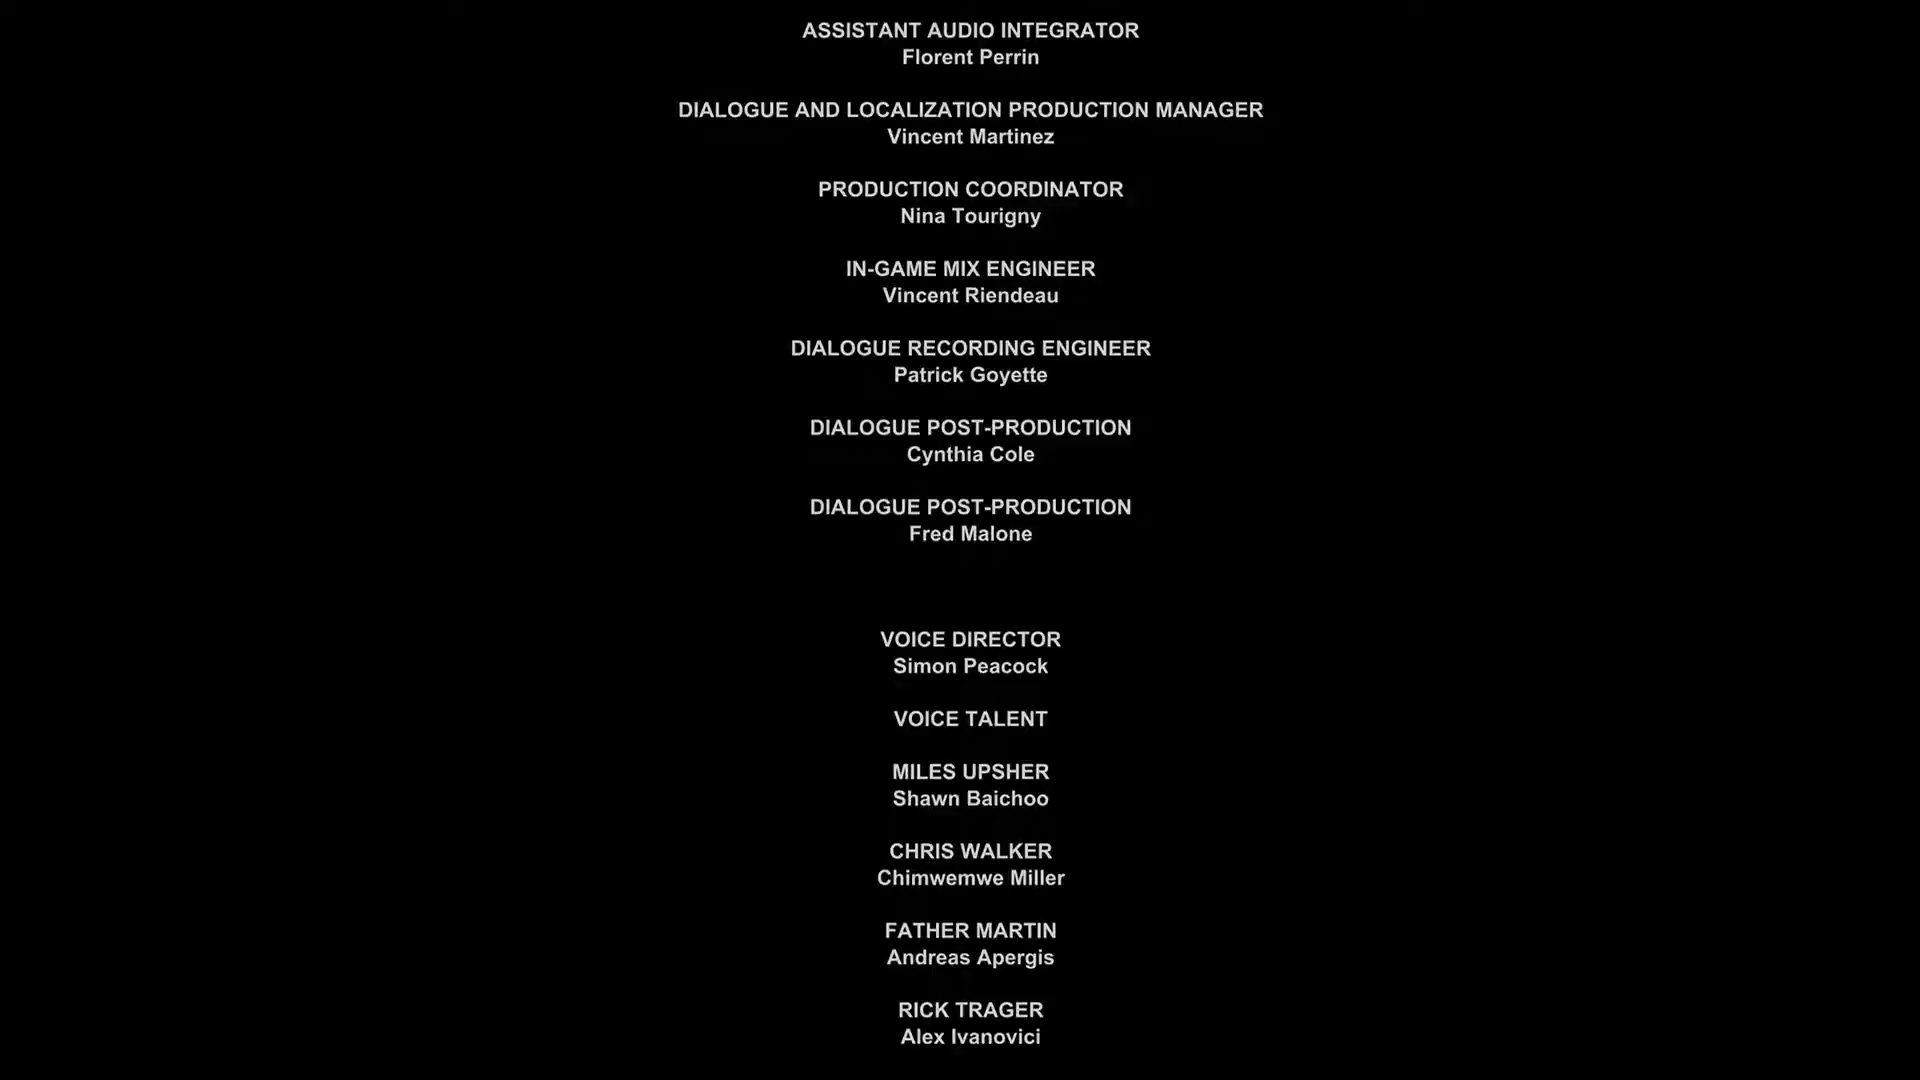 ASSISTANT AUDIO INTEGRATOR
Florent Perrin
DIALOGUE AND LOCALIZATION PRODUCTION MANAGER
Vincent Martinez
PRODUCTION COORDINATOR
Nina Tourigny
IN-GAME MIX ENGINEER
Vincent Riendeau
DIALOGUE RECORDING ENGINEER
Patrick Goyette
DIALOGUE POST-PRODUCTION
Cynthia Cole
DIALOGUE POST-PRODUCTION
Fred Malone
VOICE DIRECTOR
Simon Peacock
VOICE TALENT
MILES UPSHER
Shawn Baichoo
CHRIS WALKER
Chimwemwe Miller
FATHER MARTIN
Andreas Apergis
RICK TRAGER
Alex Ivanovici